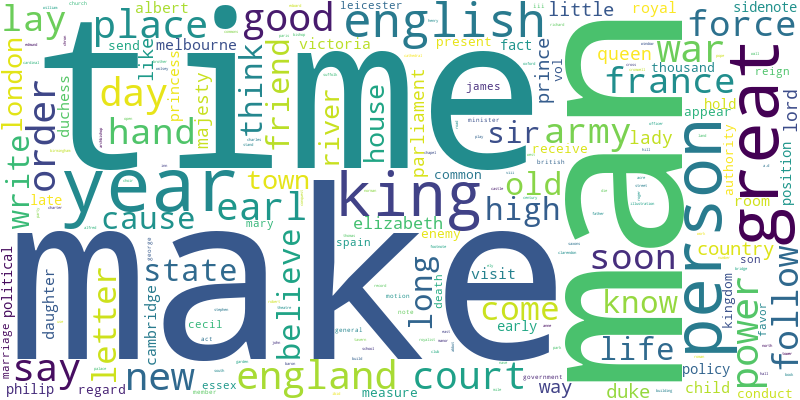 time
make
man
great
lay
place
albert
good
english
leicester
little
royal
church
sidenote
force
send
melbourne
like
victoria
fact
present
prince
vol
queen
war
thousand
france
reign
london
day
princess
majesty
think
friend
river
house
parliament
james
minister
hold
appear
lord
duchess
order
hand
sir
army
lady
receive
authority
position
write
year
town
common
british
late
cause
earl
king
old
high
person
room
mary
elizabeth
enemy
soon
country
son
follow
spain
believe
state
long
visit
come
know
kingdom
favor
political
letter
daughter
cambridge
cecil
act
death
motion
note
general
early
life
power
marriage
say
new
england
court
way
policy
philip
regard
essex
member
measure
school
government
duke
child
conduct